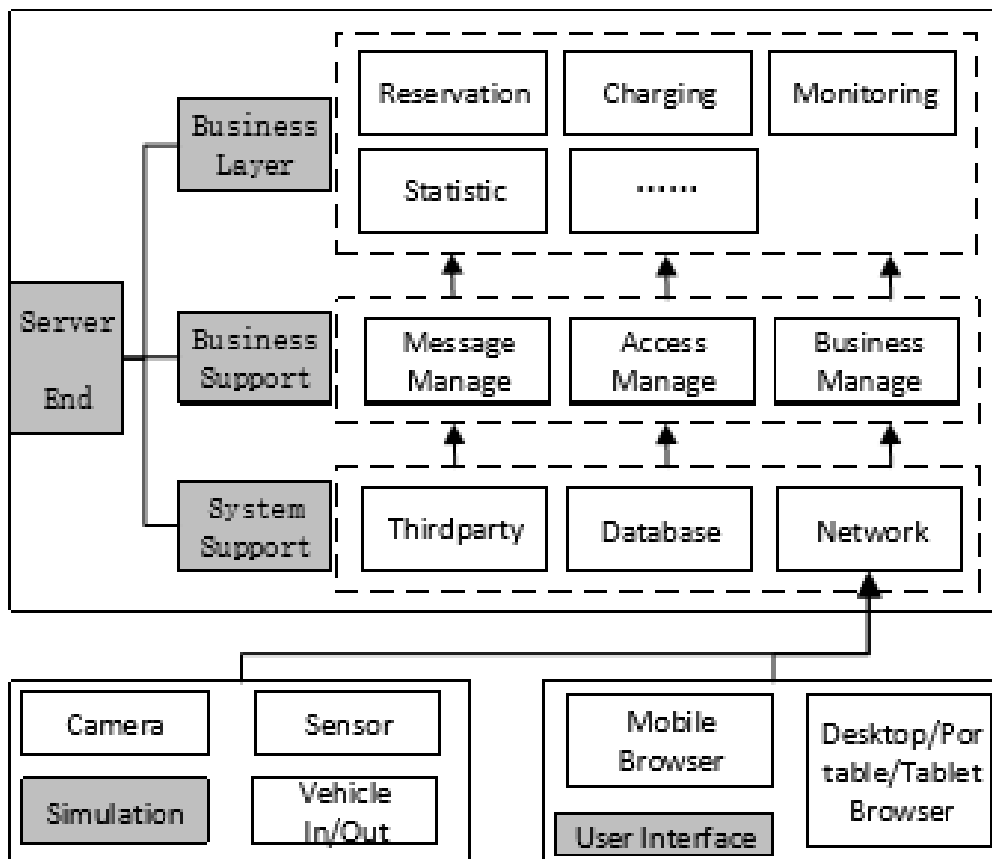 Reservation
Charging
Monitoring
Business
Layer
Statistic
......
Server
End
Business
Support
Message
Manage
Access
Manage
Business
Manage
System
Support
Thirdparty
Database
Network
Camera
Sensor
Simulation
Vehicle
In/Out
Mobile
Browser
User Interface
Desktop/Por
table/Tablet
Browser